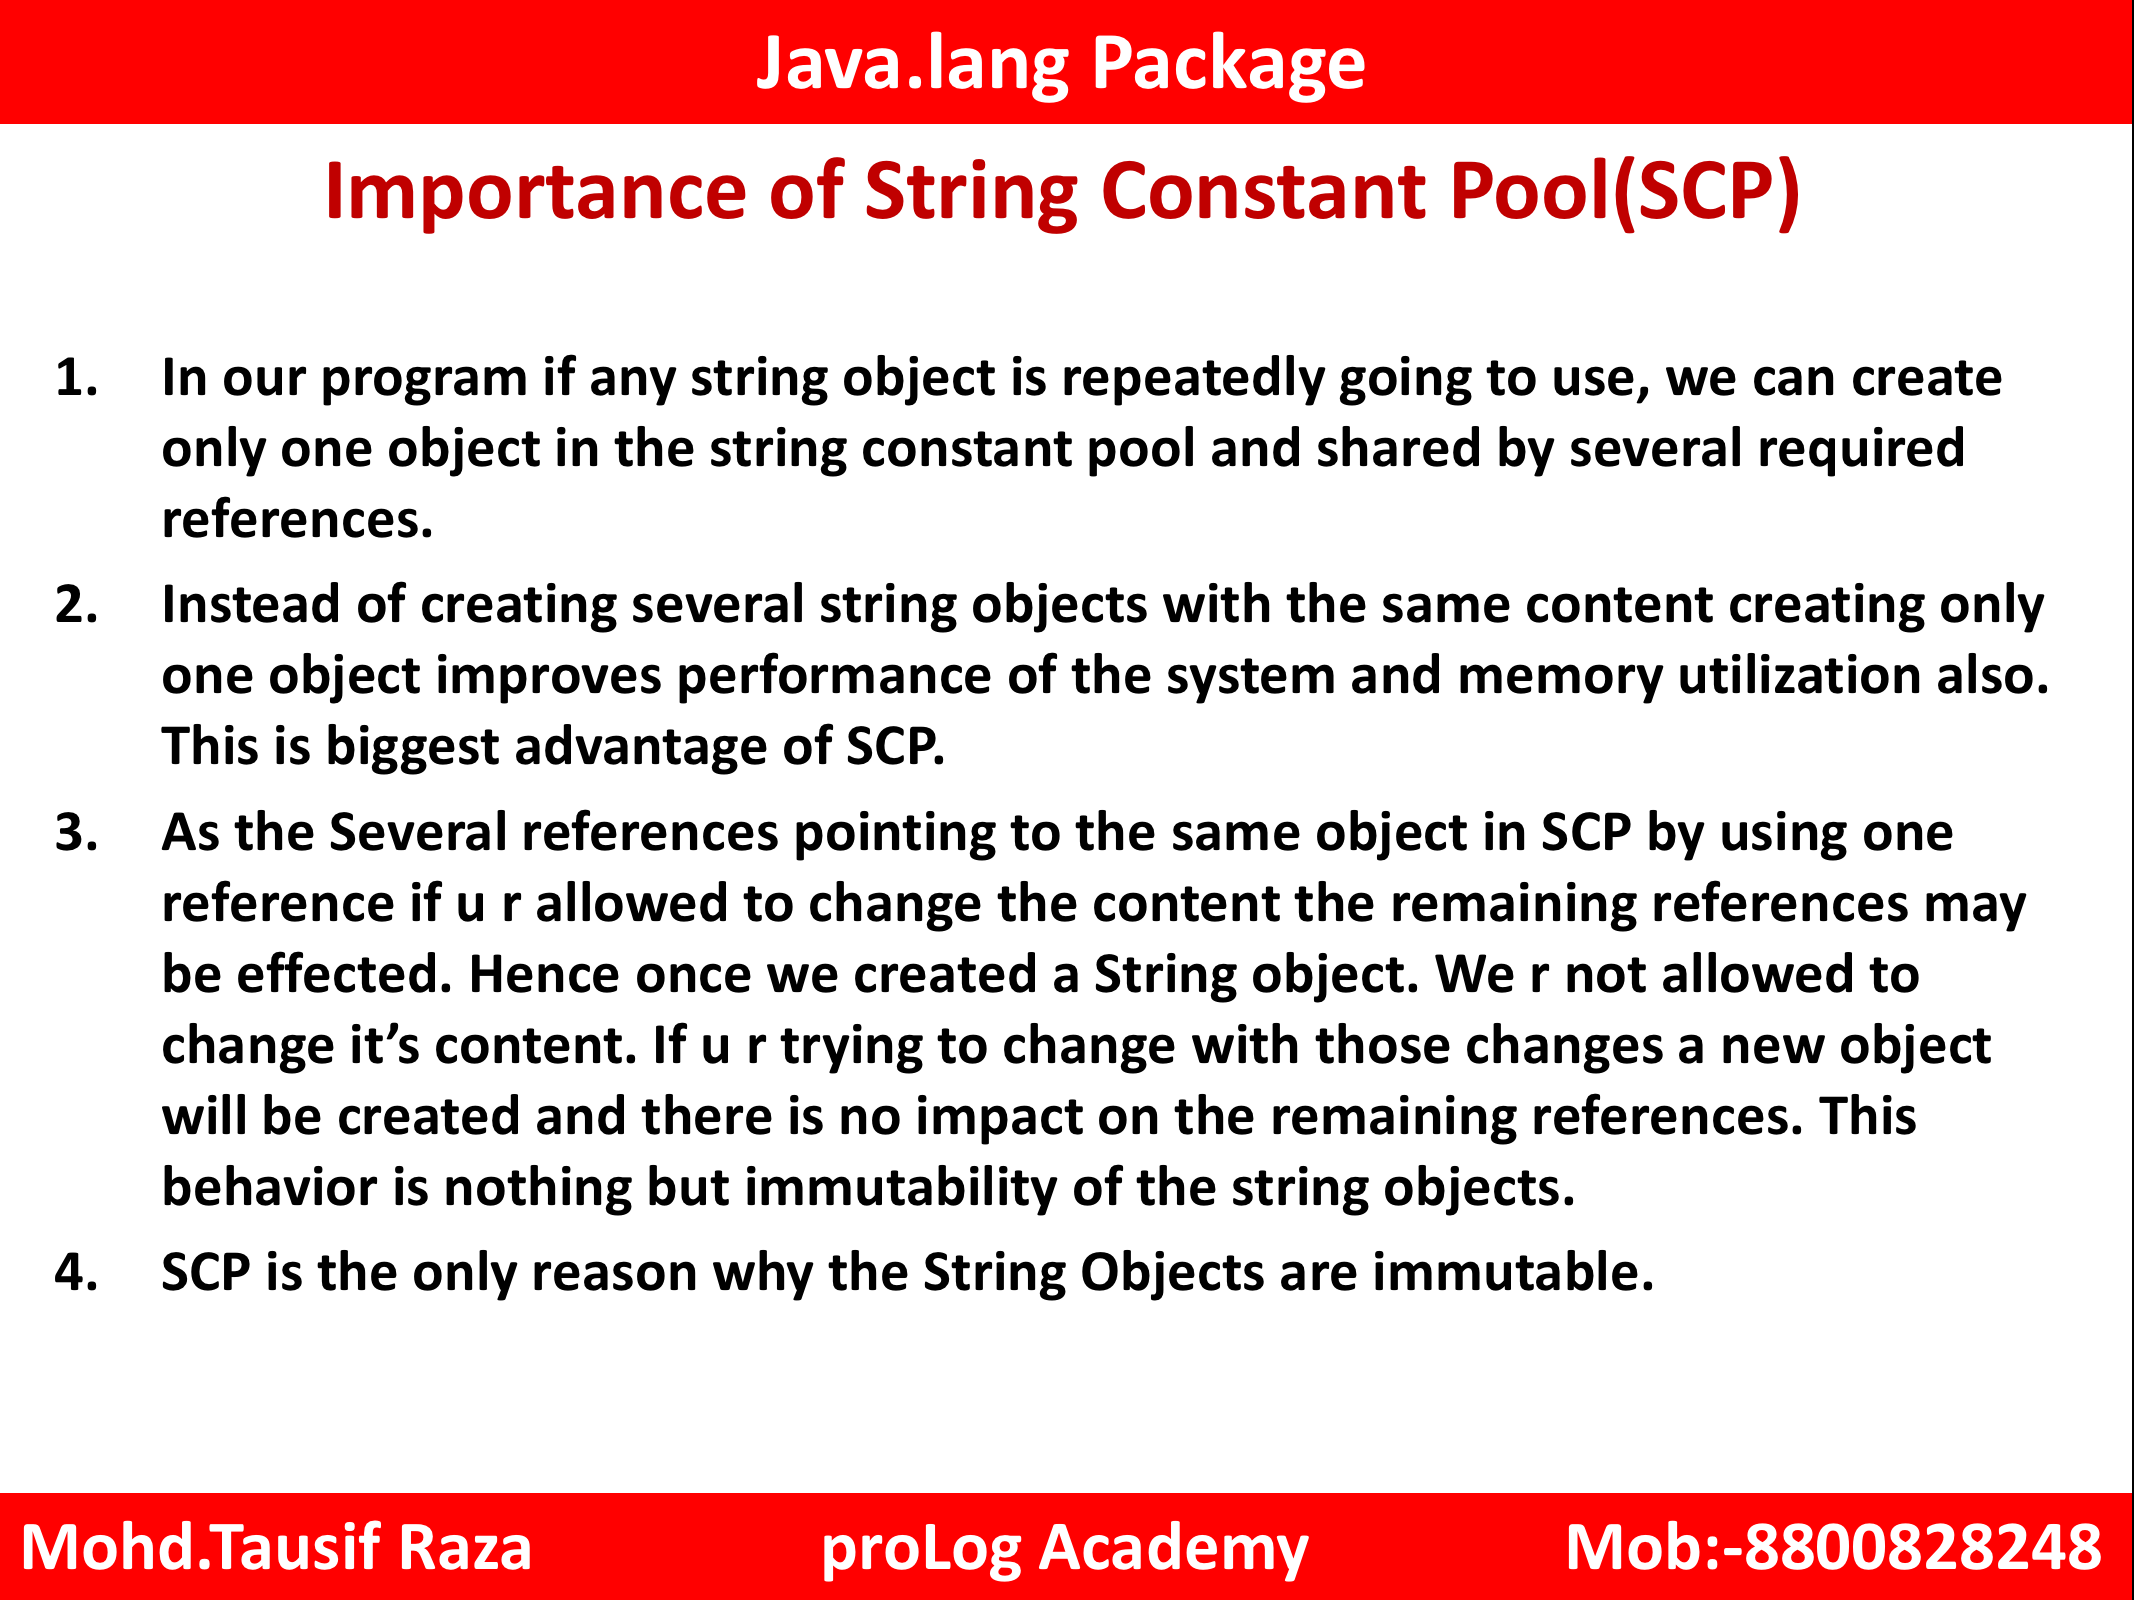 Java.lang Package
Importance of String Constant Pool(SCP)
1. In our program if any string object is repeatedly going to use, we can create
only one object in the string constant pool and shared by several required
references.
2. Instead of creating several string objects with the same content creating only
one object improves performance of the system and memory utilization also.
This is biggest advantage of SCP.
3. As the Several references pointing to the same object in SCP by using one
reference if u r allowed to change the content the remaining references may
be effected. Hence once we created a String object. We r not allowed to
change it’s content. If u r trying to change with those changes a new object
will be created and there is no impact on the remaining references. This
behavior is nothing but immutability of the string objects.
4. SCP is the only reason why the String Objects are immutable.
Mohd.Tausif Raza proLog Academy Mob:-8800828248